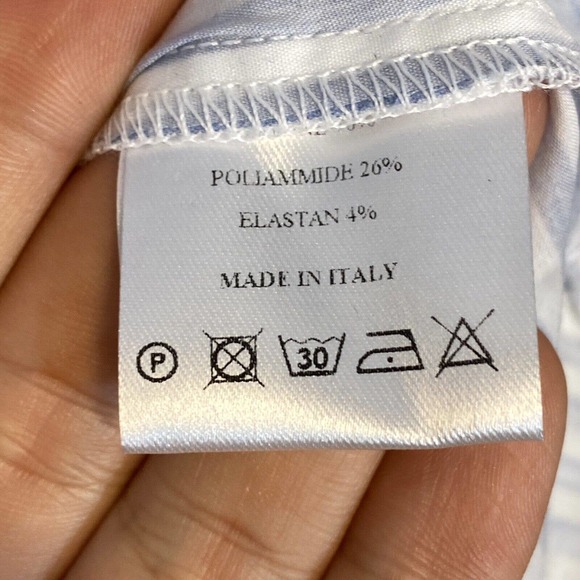 POLIAMMIDE 26%
ELASTAN 4%
MADE IN ITALY
P 30